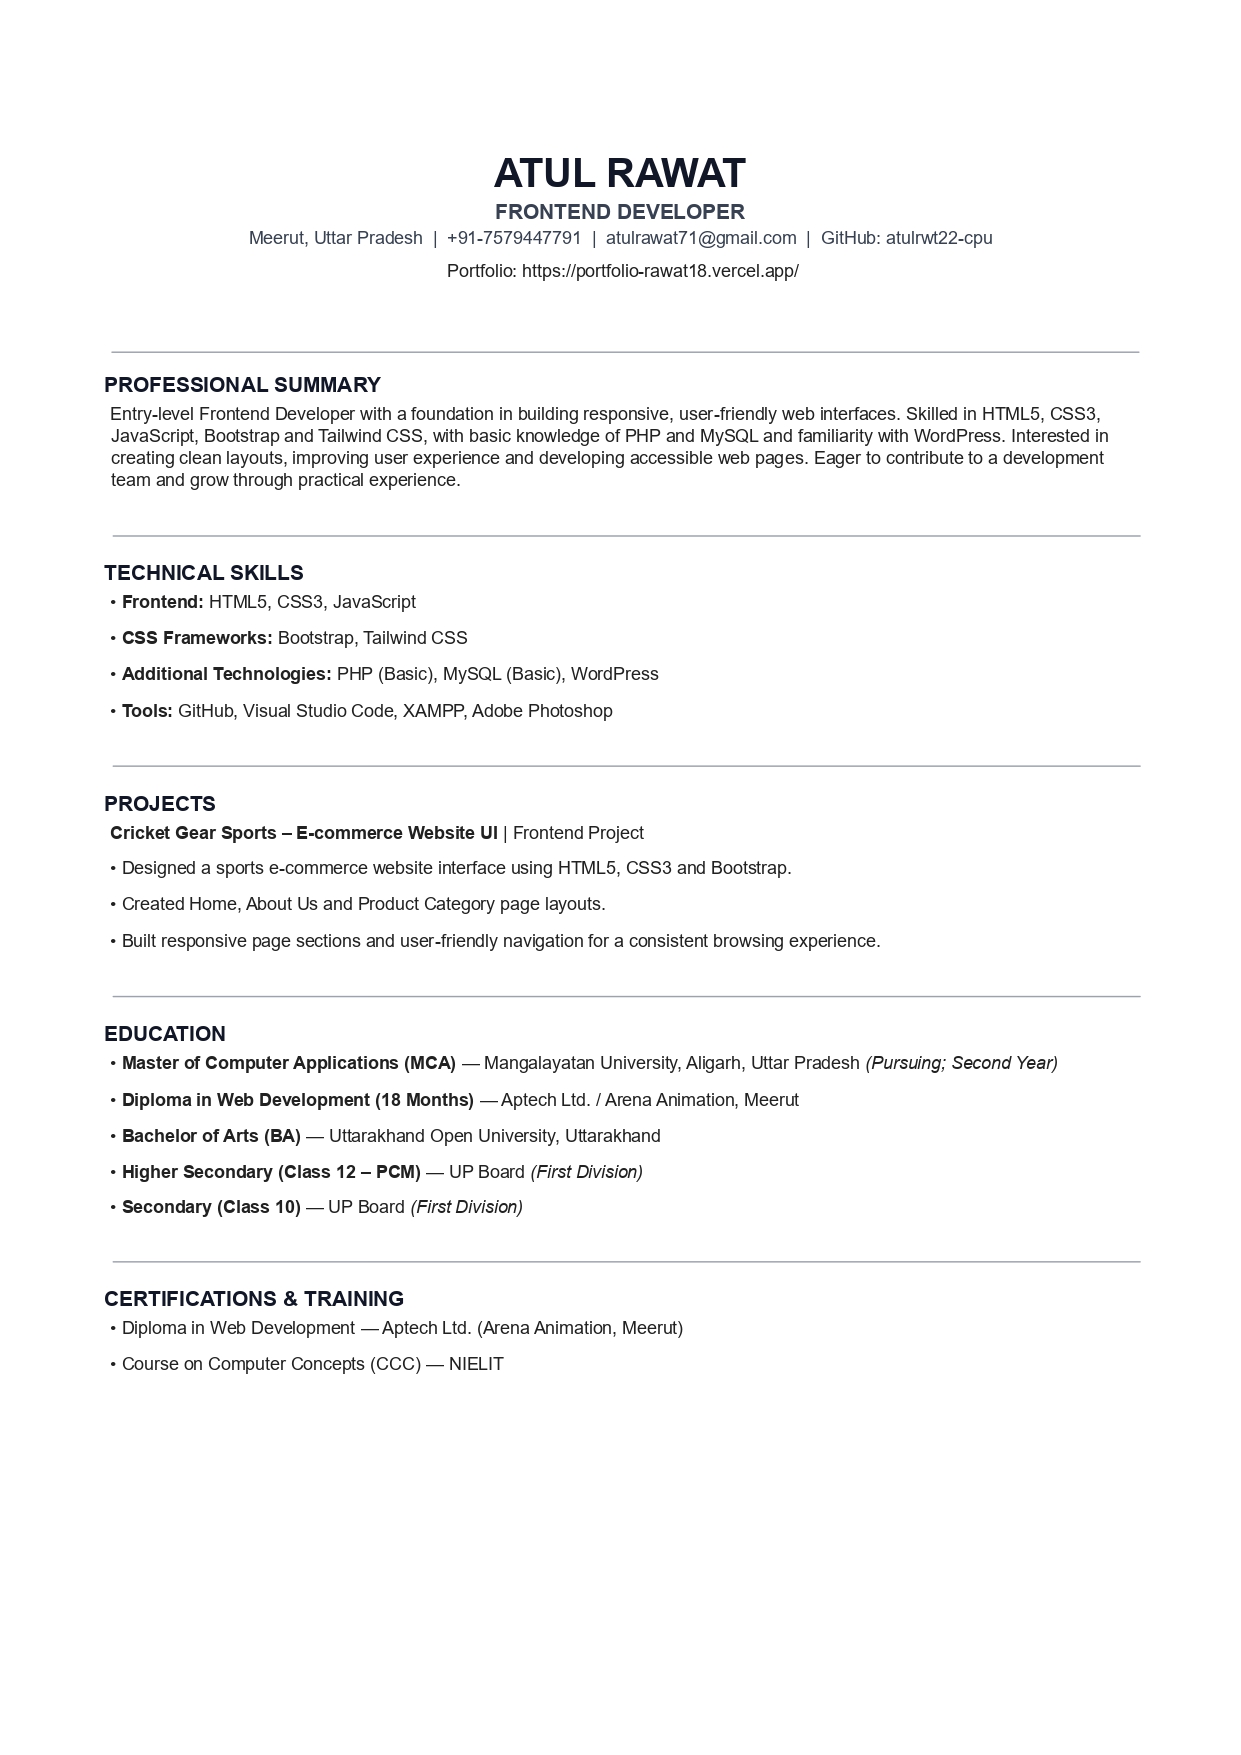 ATUL RAWAT
FRONTEND DEVELOPER
Meerut, Uttar Pradesh | +91-7579447791 | atulrawat71@gmail.com | GitHub: atulrwt22-cpu
Portfolio: https://portfolio-rawat18.vercel.app/
PROFESSIONAL SUMMARY
Entry-level Frontend Developer with a foundation in building responsive, user-friendly web interfaces. Skilled in HTML5, CSS3,
JavaScript, Bootstrap and Tailwind CSS, with basic knowledge of PHP and MySQL and familiarity with WordPress. Interested in
creating clean layouts, improving user experience and developing accessible web pages. Eager to contribute to a development
team and grow through practical experience.
TECHNICAL SKILLS
• Frontend: HTML5, CSS3, JavaScript
• CSS Frameworks: Bootstrap, Tailwind CSS
• Additional Technologies: PHP (Basic), MySQL (Basic), WordPress
• Tools: GitHub, Visual Studio Code, XAMPP, Adobe Photoshop
PROJECTS
Cricket Gear Sports – E-commerce Website UI | Frontend Project
• Designed a sports e-commerce website interface using HTML5, CSS3 and Bootstrap.
• Created Home, About Us and Product Category page layouts.
• Built responsive page sections and user-friendly navigation for a consistent browsing experience.
EDUCATION
• Master of Computer Applications (MCA) — Mangalayatan University, Aligarh, Uttar Pradesh (Pursuing; Second Year)
• Diploma in Web Development (18 Months) — Aptech Ltd. / Arena Animation, Meerut
• Bachelor of Arts (BA) — Uttarakhand Open University, Uttarakhand
• Higher Secondary (Class 12 – PCM) — UP Board (First Division)
• Secondary (Class 10) — UP Board (First Division)
CERTIFICATIONS & TRAINING
• Diploma in Web Development — Aptech Ltd. (Arena Animation, Meerut)
• Course on Computer Concepts (CCC) — NIELIT